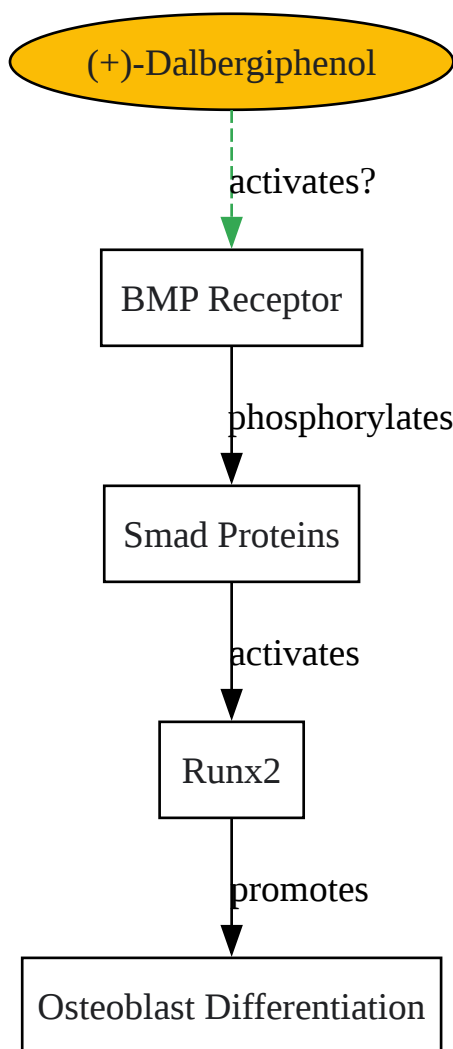 (+)-Dalbergiphenol
activates?
BMP Receptor
phosphorylates
Smad Proteins
activates
Runx2
promotes
Osteoblast Differentiation